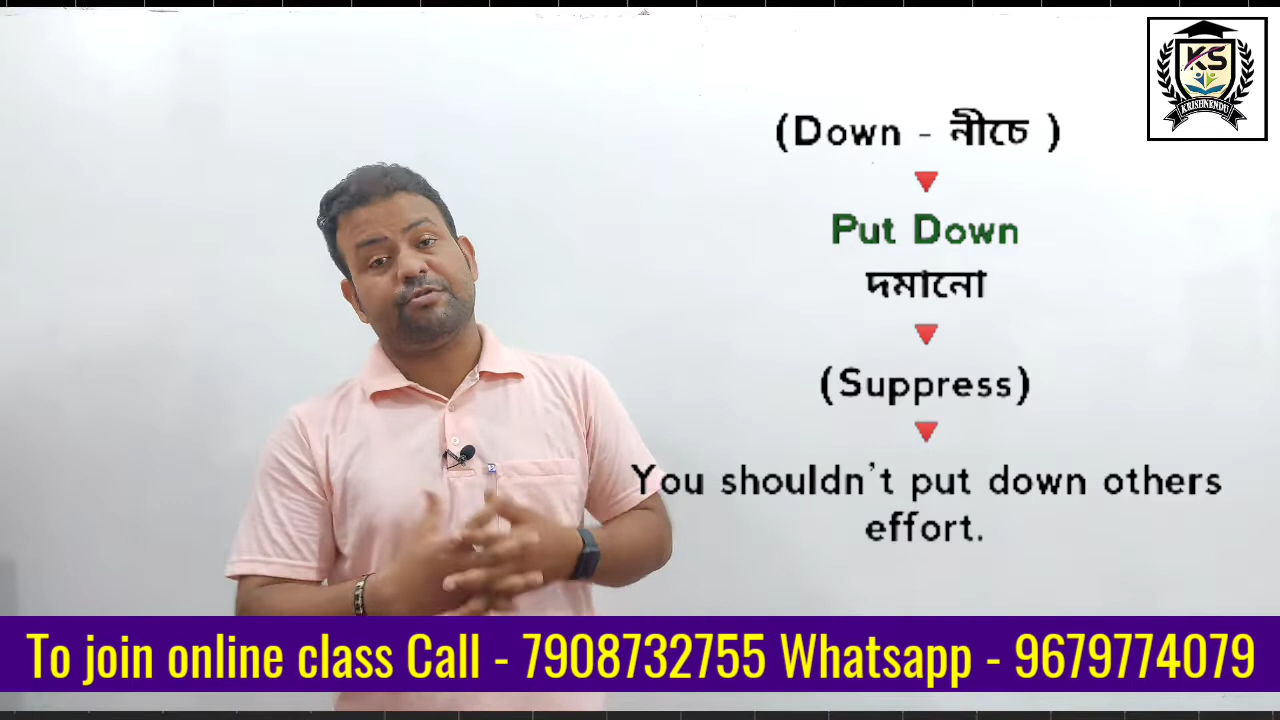 KS
KRISHNENDU
(Down - নীচে )
Put Down
দমানো
(Suppress)
You shouldn't put down others
effort.
To join online class Call - 7908732755 Whatsapp - 9679774079